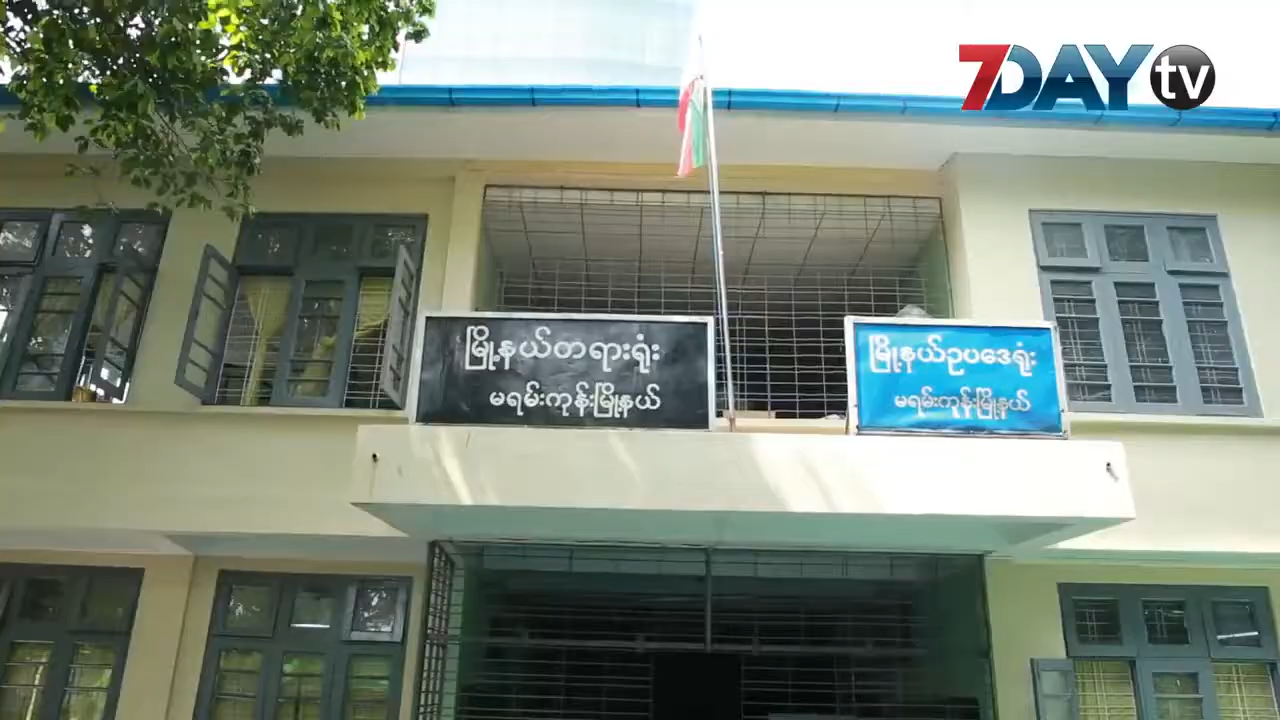 7DAY tv
မြို့နယ်တရားရုံး
မရမ်းကုန်းမြို့နယ်
မြို့နယ်ဥပဒေရုံး
မရမ်းကုန်းမြို့နယ်